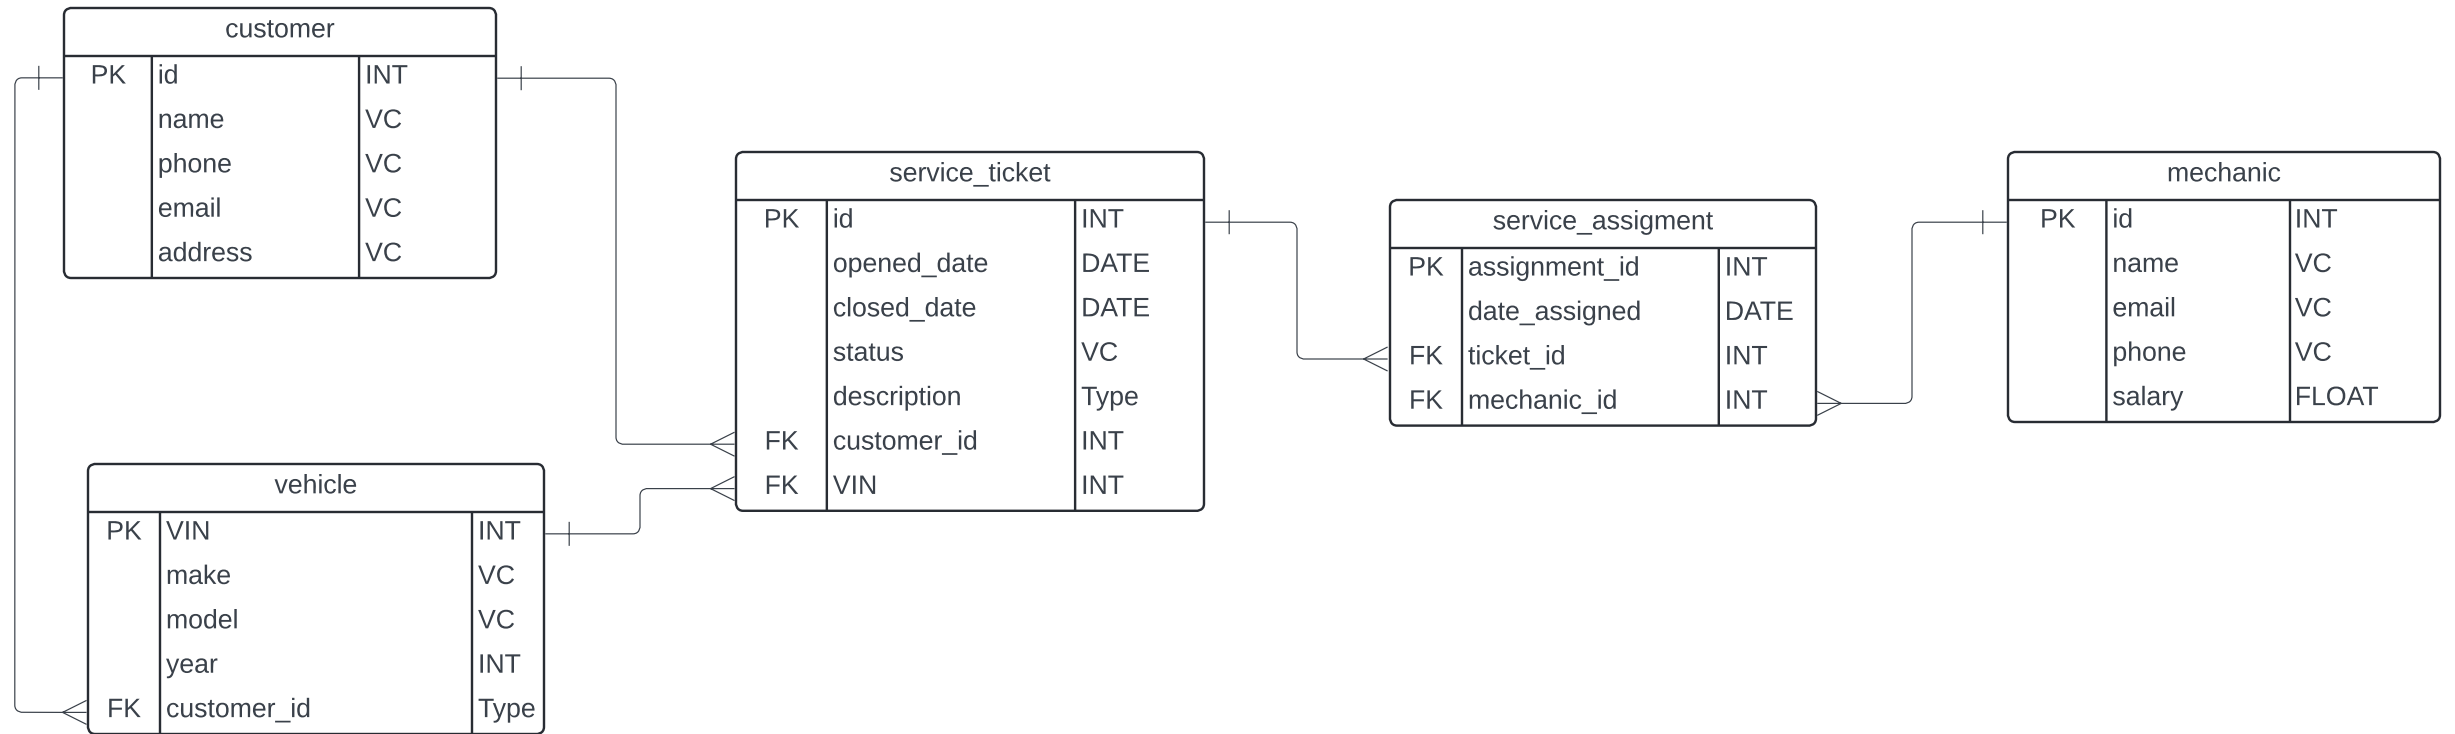 customer
PK id INT
name VC
phone VC
email VC
address VC
vehicle
PK VIN INT
make VC
model VC
year INT
FK customer_id Type
service_ticket
PK id INT
opened_date DATE
closed_date DATE
status VC
description Type
FK customer_id INT
FK VIN INT
service_assigment
PK assignment_id INT
date_assigned DATE
FK ticket_id INT
FK mechanic_id INT
mechanic
PK id INT
name VC
email VC
phone VC
salary FLOAT